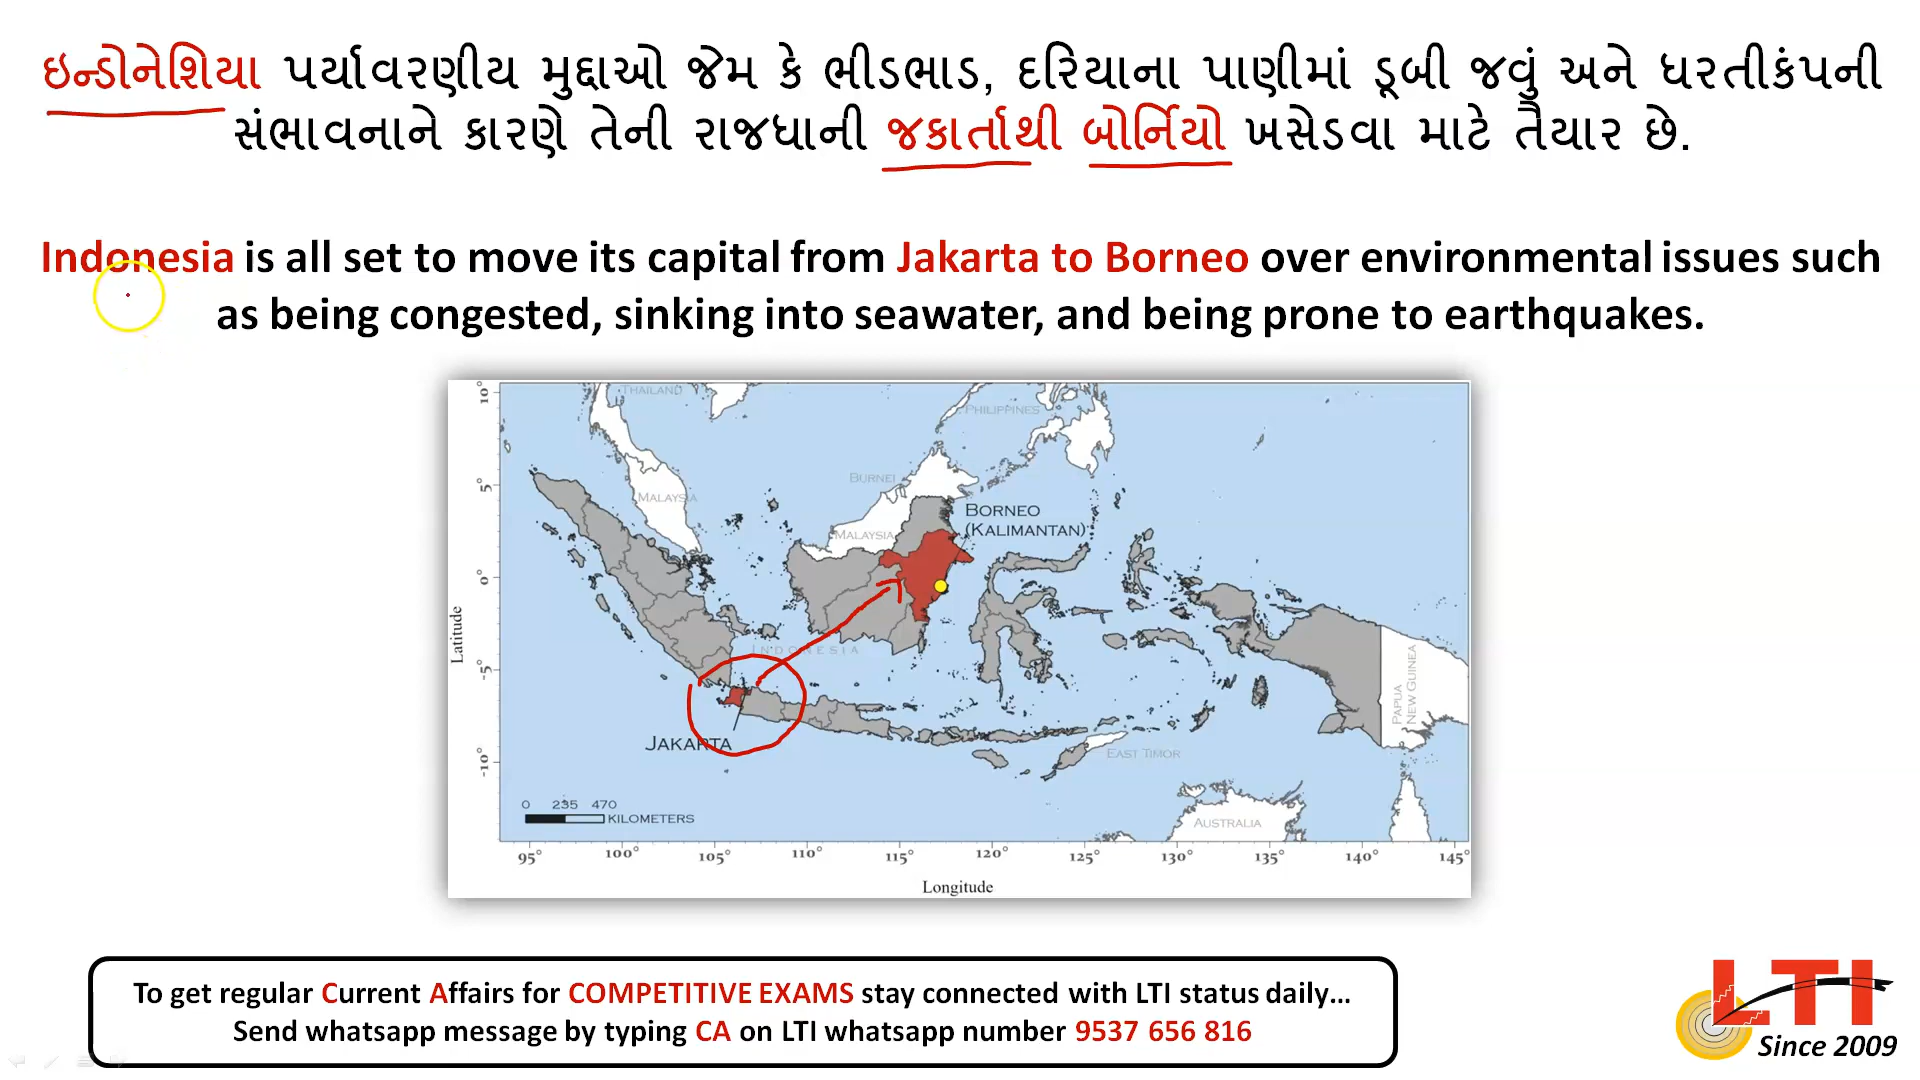 ઇન્ડોનેશિયા પર્યાવરણીય મુદ્દાઓ જેમ કે ભીડભાડ, દરિયાના પાણીમાં ડૂબી જવું અને ધરતીકંપની
સંભાવનાને કારણે તેની રાજધાની જકાર્તાથી બોર્નિયો ખસેડવા માટે તૈયાર છે.
Indonesia is all set to move its capital from Jakarta to Borneo over environmental issues such
as being congested, sinking into seawater, and being prone to earthquakes.
THAILAND
PHILIPPINES
BURNEI
MALAYSIA
BORNEO
(KALIMANTAN)
MALAYSIA
INDONESIA
JAKARTA
EAST TIMOR
PAPUA
NEW GUINEA
AUSTRALIA
10°
5°
0°
-5°
-10°
Latitude
0 235 470
KILOMETERS
95° 100° 105° 110° 115° 120° 125° 130° 135° 140° 145°
Longitude
To get regular Current Affairs for COMPETITIVE EXAMS stay connected with LTI status daily...
Send whatsapp message by typing CA on LTI whatsapp number 9537 656 816
LTI
Since 2009